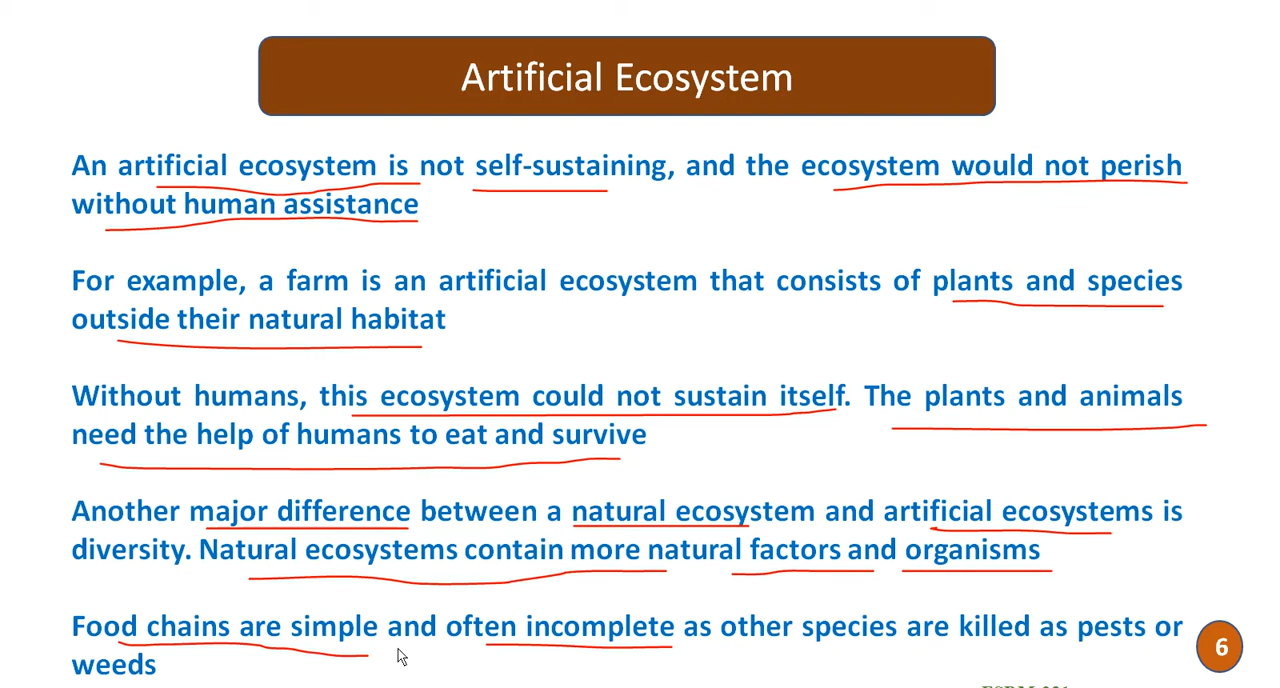 Artificial Ecosystem
An artificial ecosystem is not self-sustaining, and the ecosystem would not perish
without human assistance
For example, a farm is an artificial ecosystem that consists of plants and species
outside their natural habitat
Without humans, this ecosystem could not sustain itself. The plants and animals
need the help of humans to eat and survive
Another major difference between a natural ecosystem and artificial ecosystems is
diversity. Natural ecosystems contain more natural factors and organisms
Food chains are simple and often incomplete as other species are killed as pests or
weeds
6